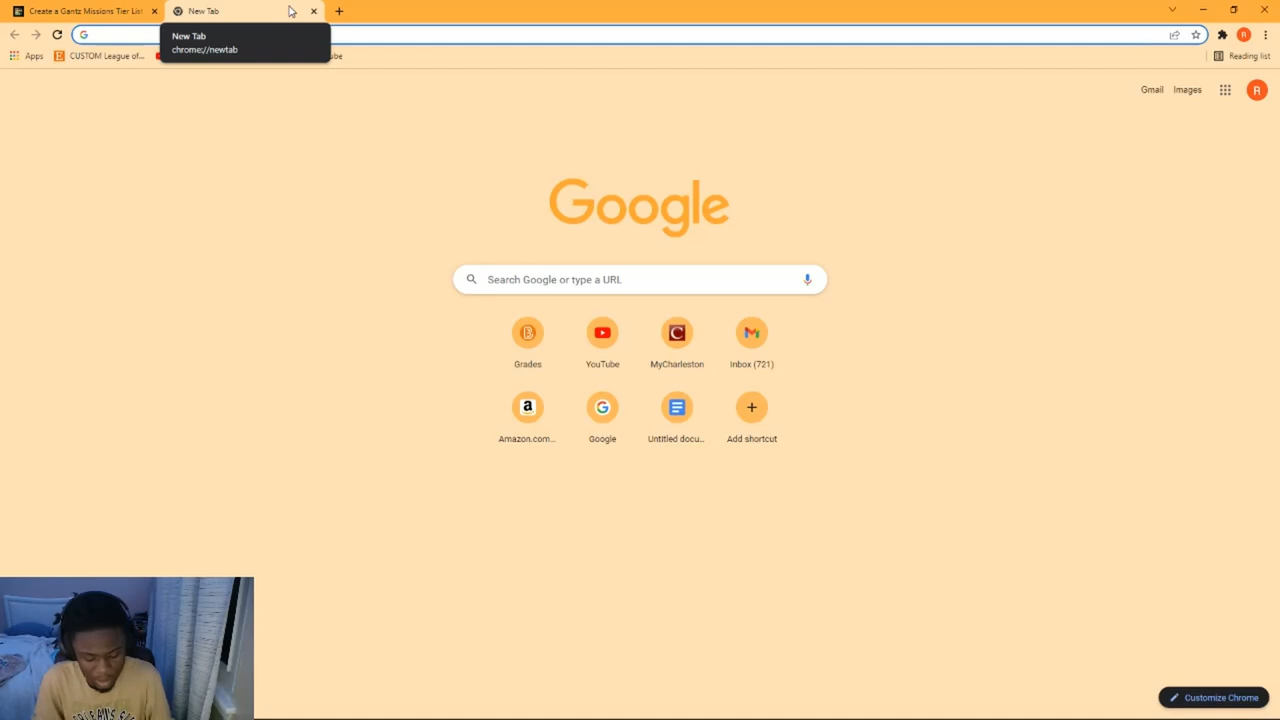 Create a Gantz Missions Tier List
New Tab
New Tab
chrome://newtab
Apps
CUSTOM League of...
ube
Reading list
Gmail
Images
R
Google
Search Google or type a URL
Grades
YouTube
MyCharleston
Inbox (721)
Amazon.com...
Google
Untitled docu...
Add shortcut
Customize Chrome